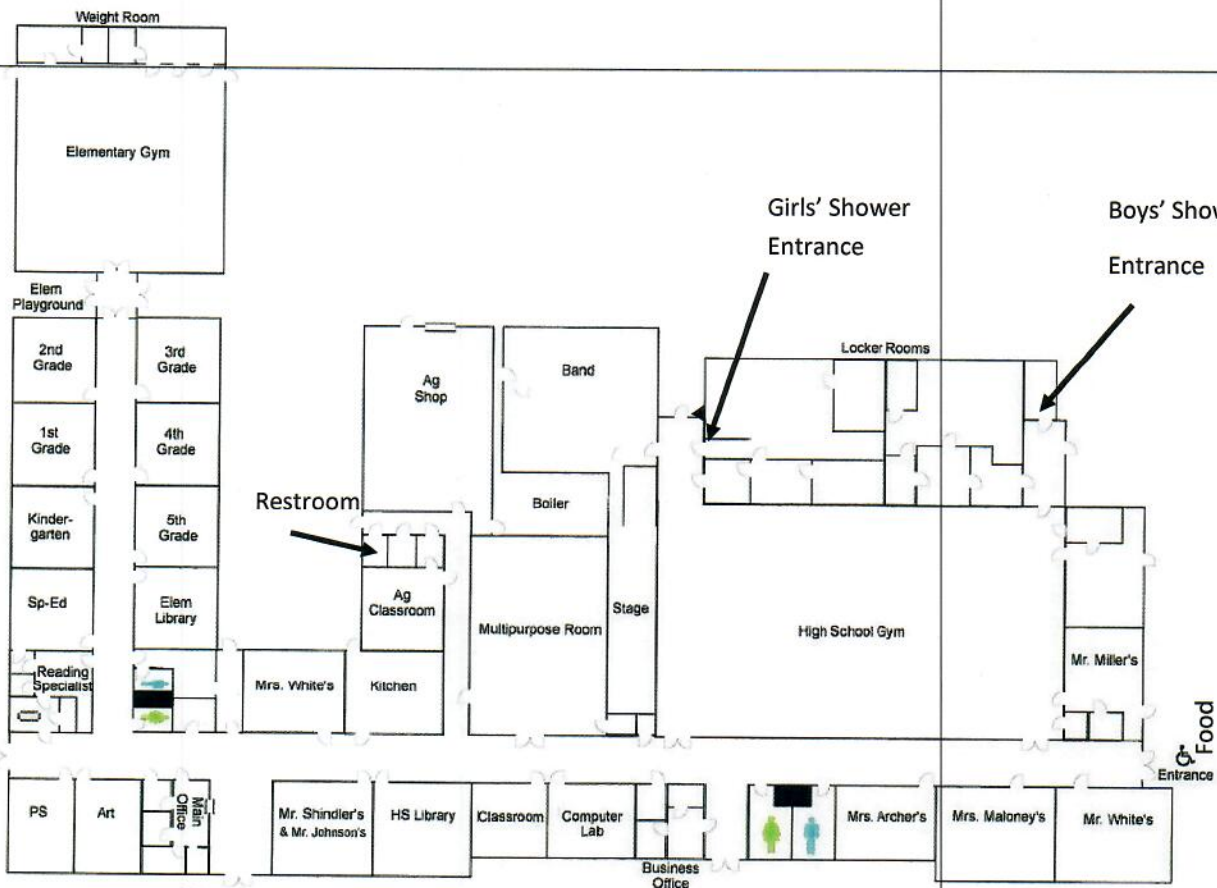 Weight Room
Elementary Gym
Girls' Shower
Entrance
Boys' Show
Entrance
Elem
Playground
2nd
Grade
3rd
Grade
Ag
Shop
Band
Locker Rooms
1st
Grade
4th
Grade
Restroom
Boiler
Kinder-
garten
5th
Grade
Sp-Ed
Elem
Library
Ag
Classroom
Multipurpose Room
Stage
High School Gym
Reading
Specialist
Mrs. White's
Kitchen
Mr. Miller's
Food
Entrance
PS
Art
Main
Office
Mr. Shindler's
& Mr. Johnson's
HS Library
Classroom
Computer
Lab
Business
Office
Mrs. Archer's
Mrs. Maloney's
Mr. White's